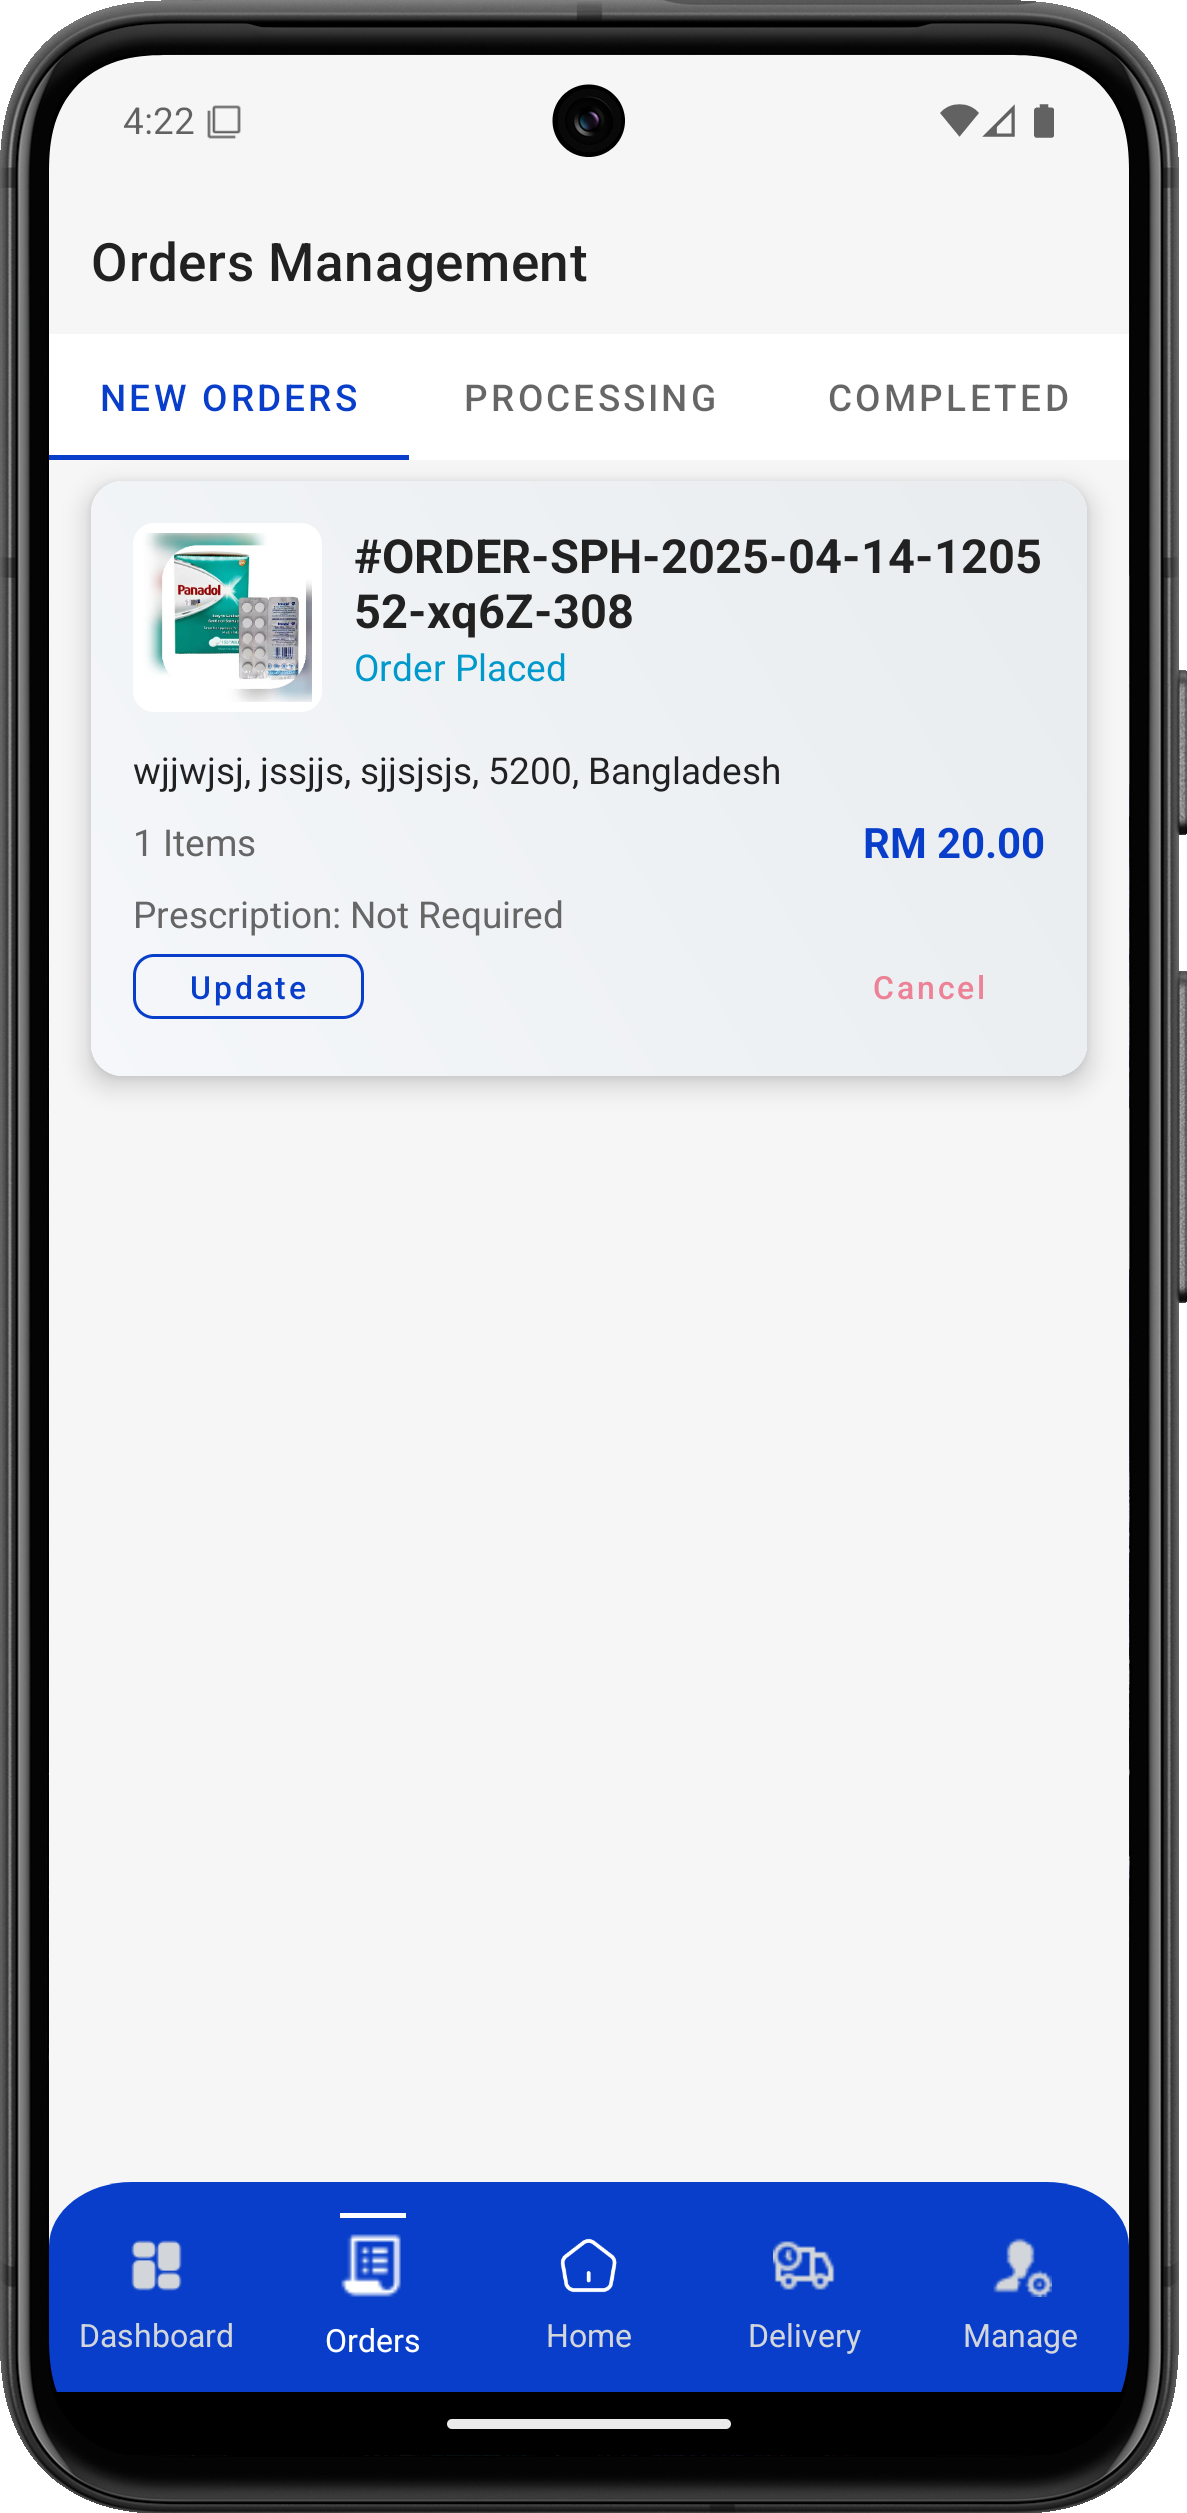 4:22
Orders Management
NEW ORDERS PROCESSING COMPLETED
Panadol
#ORDER-SPH-2025-04-14-1205
52-xq6Z-308
Order Placed
wjjwjsj, jssjjs, sjjsjsjs, 5200, Bangladesh
1 Items RM 20.00
Prescription: Not Required
Update Cancel
Dashboard Orders Home Delivery Manage